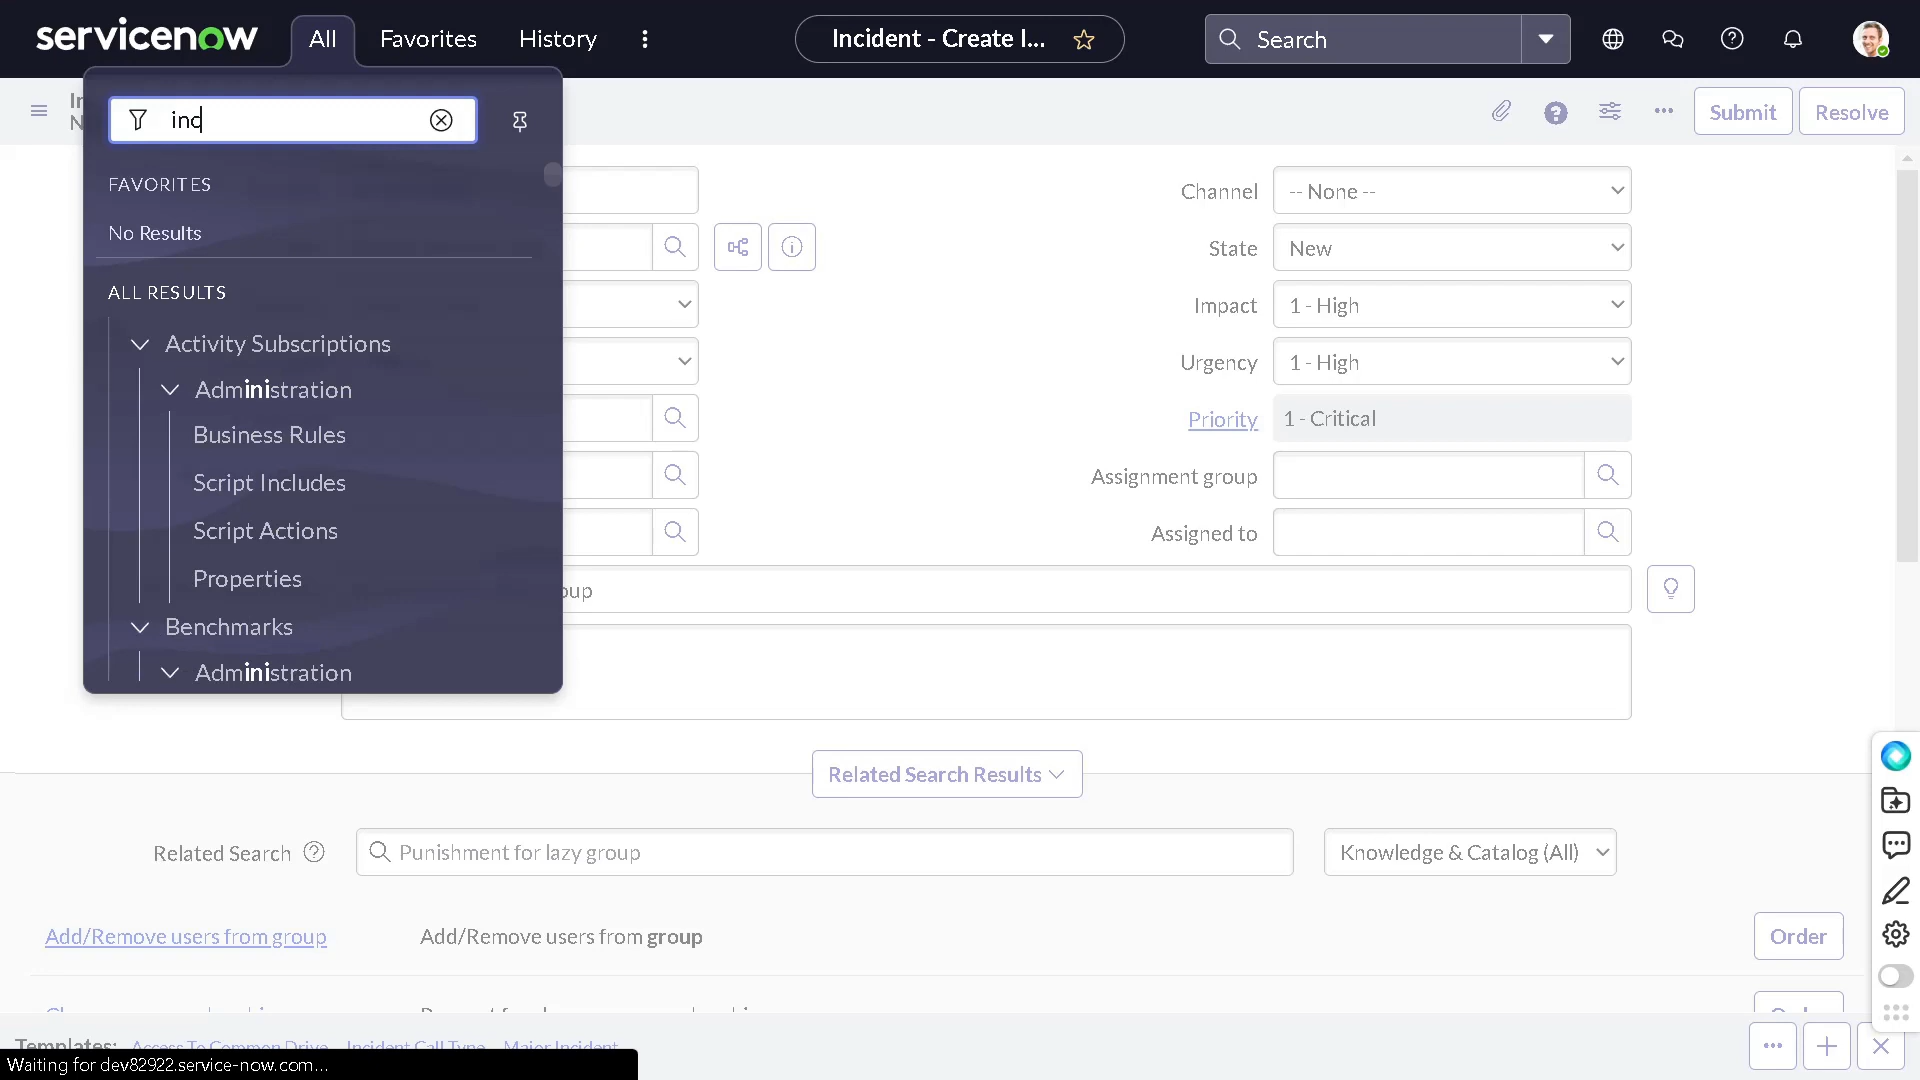 servicenow
All
Favorites
History
Incident - Create I...
Search
In
N
inc
Submit
Resolve
FAVORITES
No Results
ALL RESULTS
Activity Subscriptions
Administration
Business Rules
Script Includes
Script Actions
Properties
Benchmarks
Administration
Channel
-- None --
State
New
Impact
1 - High
Urgency
1 - High
Priority
1 - Critical
Assignment group
Assigned to
oup
Related Search Results
Related Search
Punishment for lazy group
Knowledge & Catalog (All)
Add/Remove users from group
Add/Remove users from group
Order
Templates:
Access To Common Drive
Incident Call Type
Major Incident
Waiting for dev82922.service-now.com...